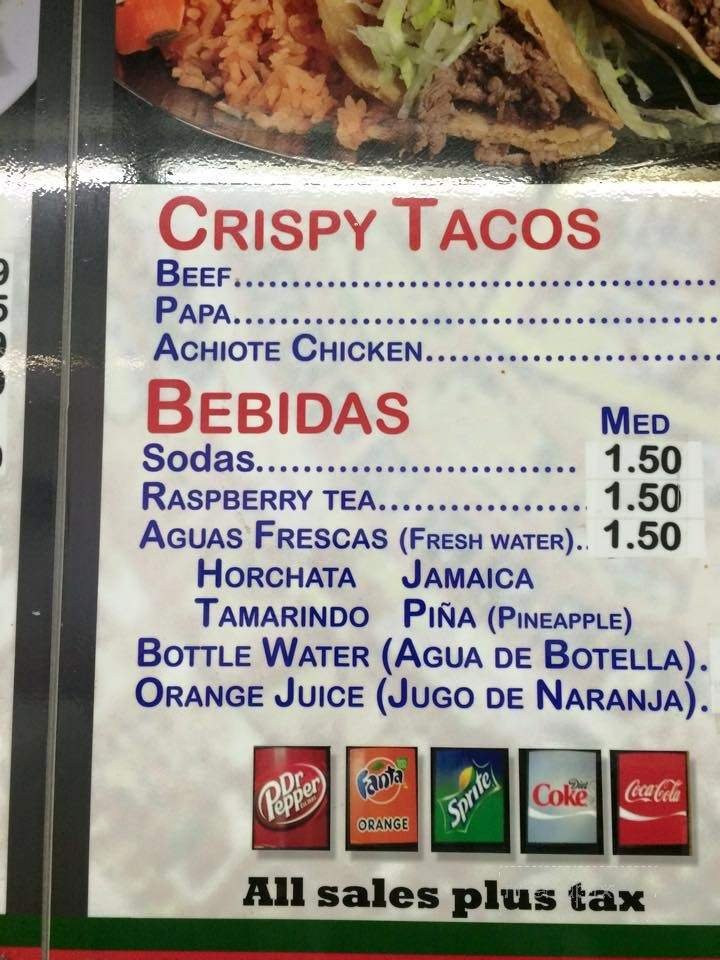 CRISPY TACOS
BEEF
PAPA
ACHIOTE CHICKEN
BEBIDAS MED
Sodas 1.50
RASPBERRY TEA 1.50
AGUAS FRESCAS (FRESH WATER) 1.50
HORCHATA JAMAICA
TAMARINDO PIÑA (PINEAPPLE)
BOTTLE WATER (AGUA DE BOTELLA).
ORANGE JUICE (JUGO DE NARANJA).
Dr Pepper Fanta ORANGE Sprite Diet Coke Coca-Cola
All sales plus tax